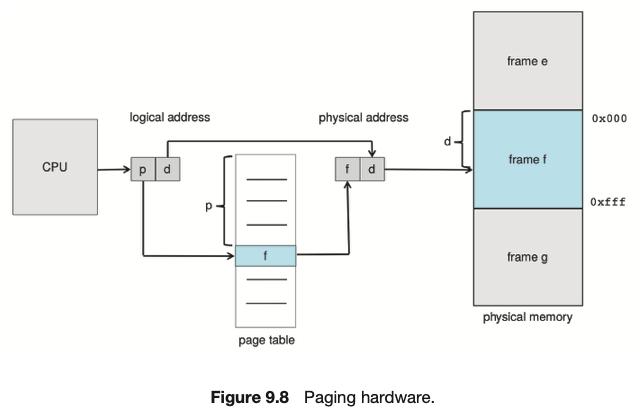 frame e
logical address
physical address
0x000
d
CPU
p d
f d
frame f
p
0xfff
f
frame g
physical memory
page table
Figure 9.8 Paging hardware.